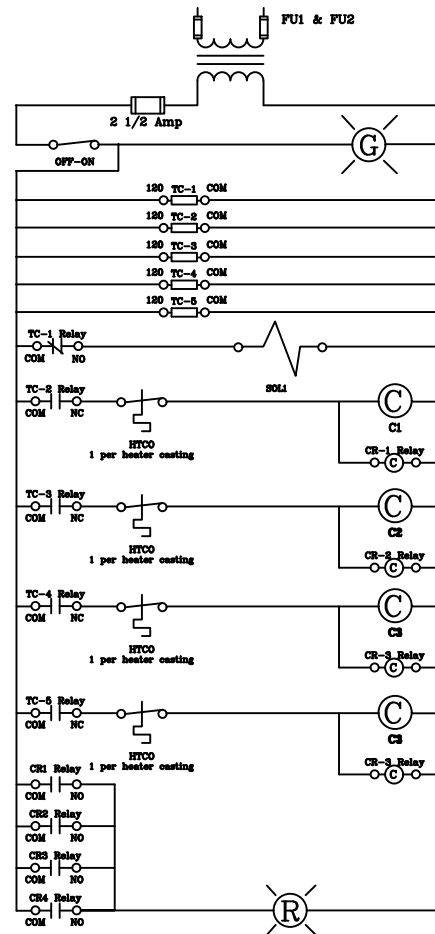 FU1 & FU2
2 1/2 Amp
G
OFF-ON
120 TC-1 COM
120 TC-2 COM
120 TC-3 COM
120 TC-4 COM
120 TC-5 COM
TC-1 Relay
COM NO
SOL1
TC-2 Relay
COM NC
HTCO
1 per heater casting
C
C1
CR-1 Relay
C
TC-3 Relay
COM NC
HTCO
1 per heater casting
C
C2
CR-2 Relay
C
TC-4 Relay
COM NC
HTCO
1 per heater casting
C
C3
CR-3 Relay
C
TC-5 Relay
COM NC
HTCO
1 per heater casting
C
C3
CR-3 Relay
C
CR1 Relay
COM NO
CR2 Relay
COM NO
CR3 Relay
COM NO
CR4 Relay
COM NO
R